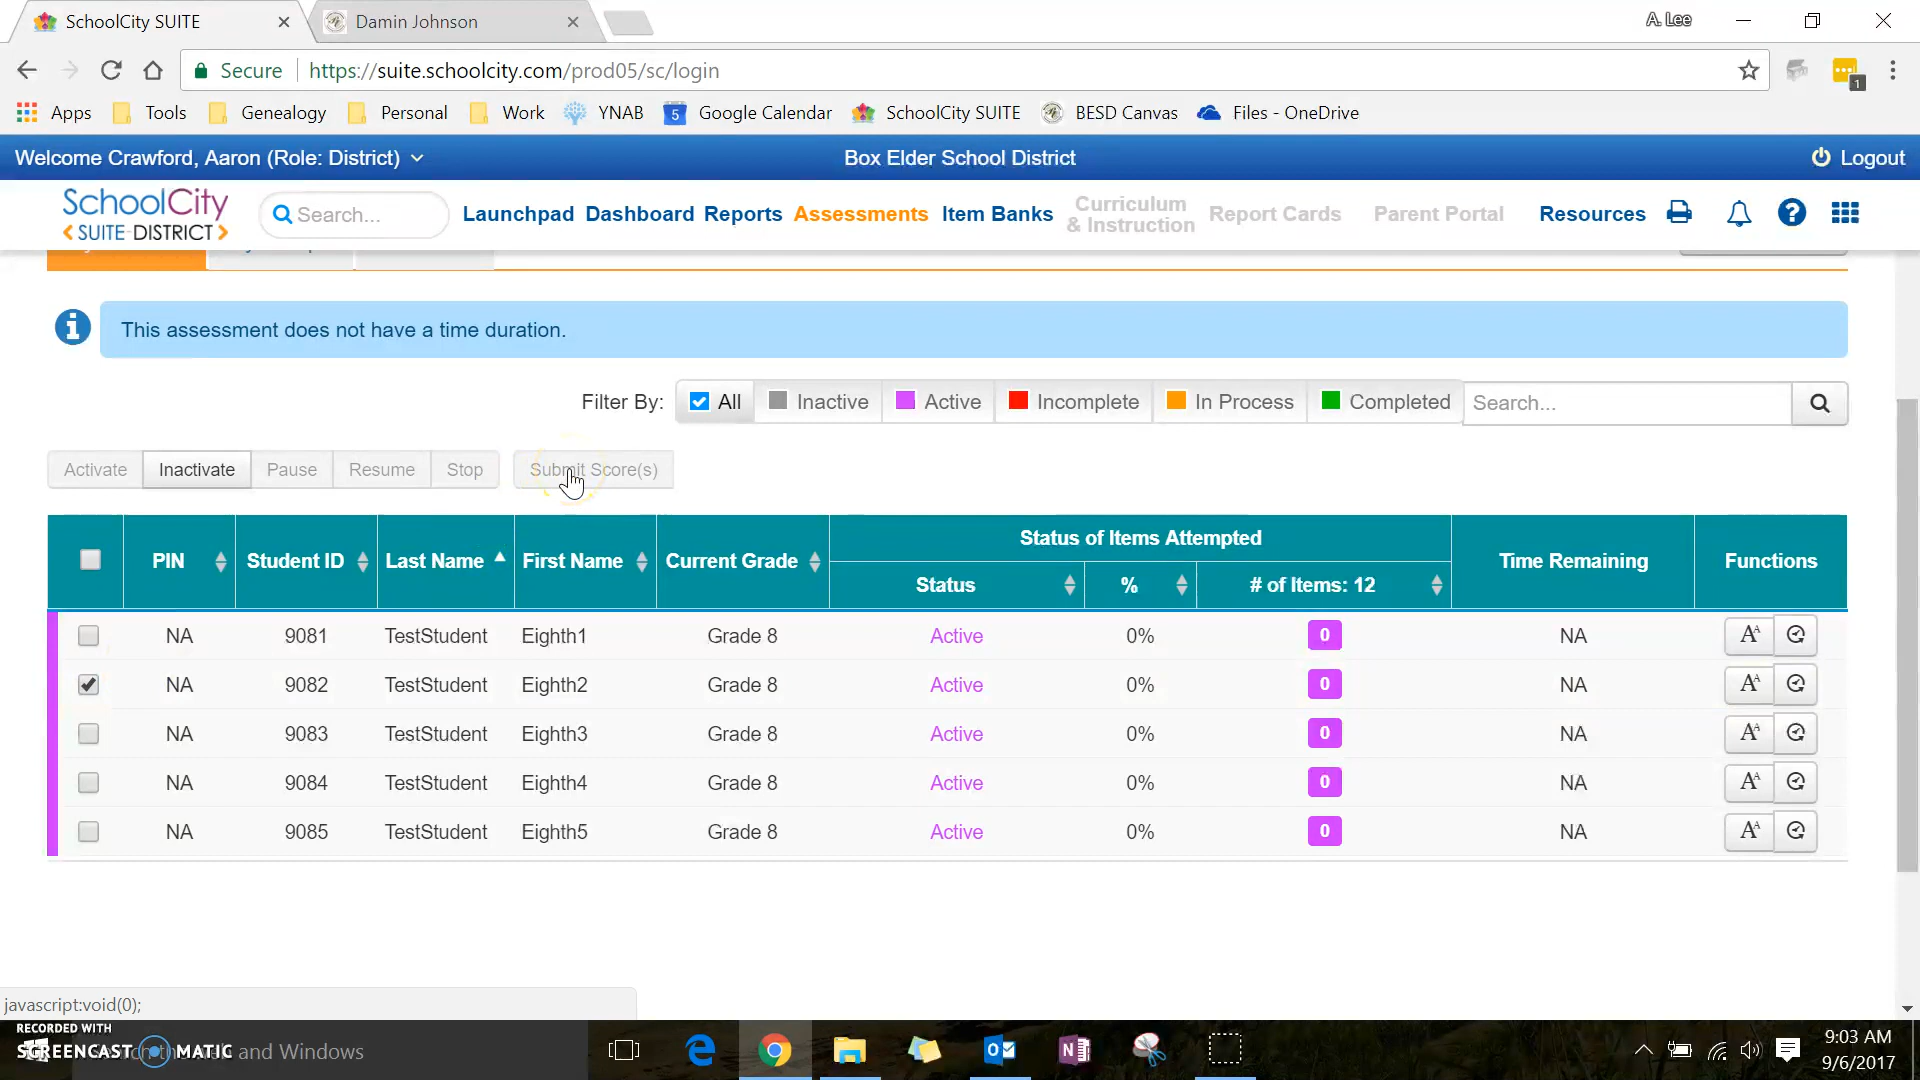 SchoolCity SUITE
Damin Johnson
A. Lee
Secure
https://suite.schoolcity.com/prod05/sc/login
1
Apps
Tools
Genealogy
Personal
Work
YNAB
5
Google Calendar
SchoolCity SUITE
BESD Canvas
Files - OneDrive
Welcome Crawford, Aaron (Role: District)
Box Elder School District
Logout
SchoolCity
SUITE-DISTRICT
Search...
Launchpad Dashboard Reports Assessments Item Banks
Curriculum
& Instruction
Report Cards Parent Portal Resources
This assessment does not have a time duration.
Filter By: All Inactive Active Incomplete In Process Completed Search...
Activate Inactivate Pause Resume Stop Submit Score(s)
PIN Student ID Last Name First Name Current Grade
Status of Items Attempted
Status % # of Items: 12
Time Remaining
Functions
NA 9081 TestStudent Eighth1 Grade 8 Active 0% 0 NA
NA 9082 TestStudent Eighth2 Grade 8 Active 0% 0 NA
NA 9083 TestStudent Eighth3 Grade 8 Active 0% 0 NA
NA 9084 TestStudent Eighth4 Grade 8 Active 0% 0 NA
NA 9085 TestStudent Eighth5 Grade 8 Active 0% 0 NA
javascript:void(0);
RECORDED WITH
SCREENCAST MATIC
and Windows
9:03 AM
9/6/2017